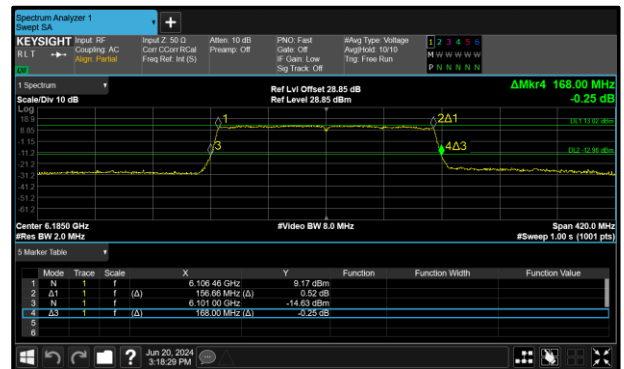 Spectrum Analyzer 1
Swept SA
KEYSIGHT Input: RF Input Z: 50 Ω Atten: 10 dB PNO: Fast #Avg Type: Voltage 1 2 3 4 5 6
R L T Coupling: AC Corr CCorr RCal Preamp: Off Gate: Off Avg|Hold: 10/10 M W W W W W
Align: Partial Freq Ref: Int (S) IF Gain: Low Trig: Free Run
Sig Track: Off P N N N N N
LW
1 Spectrum Ref Lvl Offset 28.85 dB ΔMkr4 168.00 MHz
Scale/Div 10 dB Ref Level 28.85 dBm -0.25 dB
Log
18.9
8.85
-1.15
-11.2
-21.2
-31.2
-41.2
-51.2
-61.2
1 2Δ1 DL1 13.02 dBm
3 4Δ3 DL2 -12.98 dBm
Center 6.1850 GHz #Video BW 8.0 MHz Span 420.0 MHz
#Res BW 2.0 MHz #Sweep 1.00 s (1001 pts)
5 Marker Table
Mode Trace Scale X Y Function Function Width Function Value
1 N 1 f 6.106 46 GHz 9.17 dBm
2 Δ1 1 f (Δ) 156.66 MHz (Δ) 0.52 dB
3 N 1 f 6.101 00 GHz -14.63 dBm
4 Δ3 1 f (Δ) 168.00 MHz (Δ) -0.25 dB
5
6
? Jun 20, 2024
3:18:29 PM